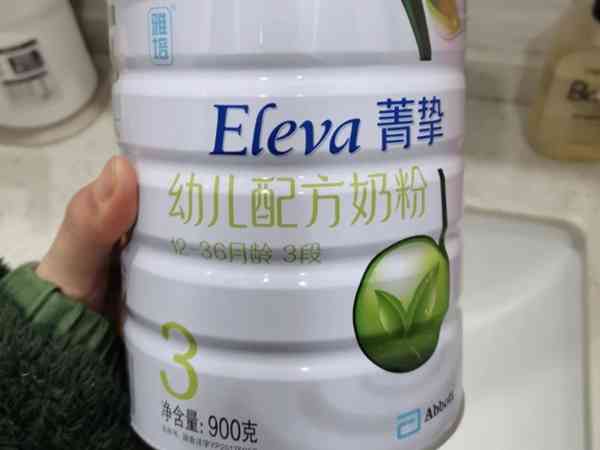 雅培
Eleva 菁挚
幼儿配方奶粉
12-36月龄 3段
3
净含量: 900克
Abbott